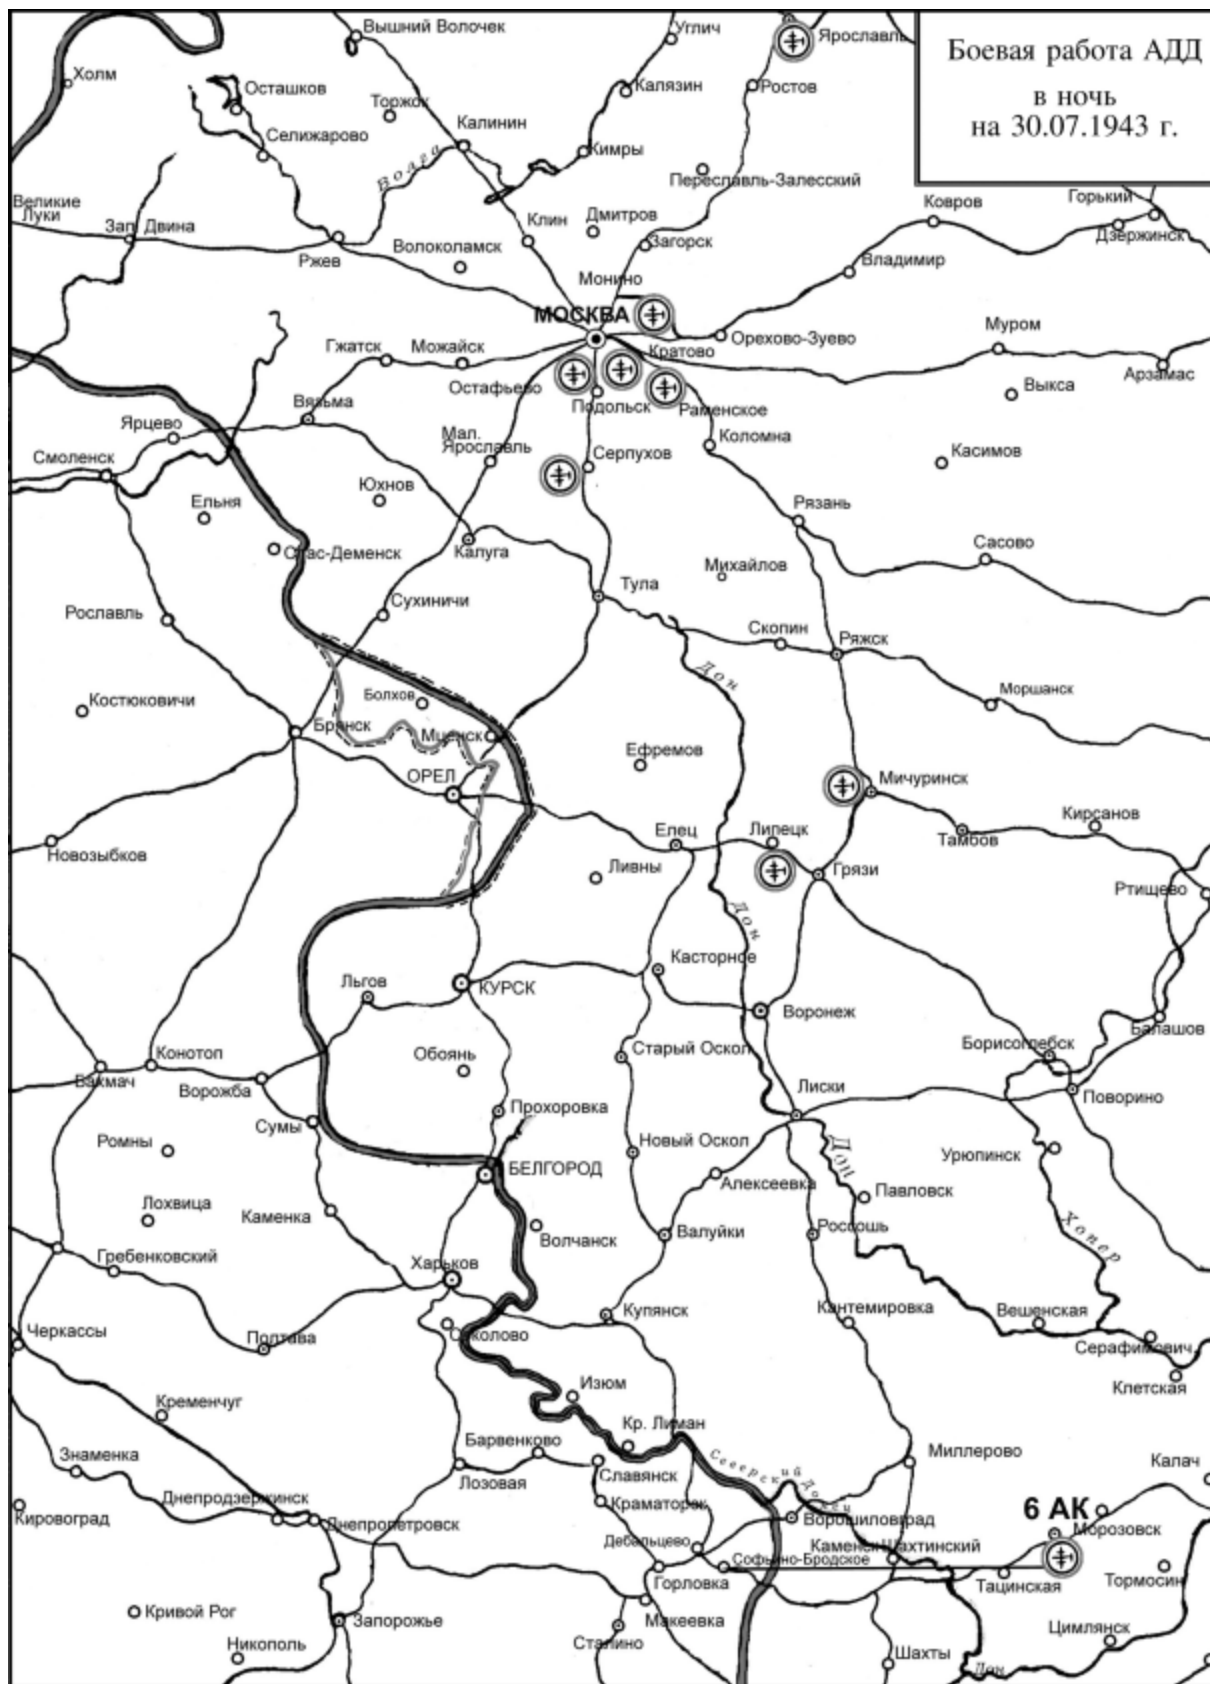 Боевая работа АДД
в ночь
на 30.07.1943 г.
Вышний Волочек
Углич
Ярославль
Холм
Осташков
Торжок
Калязин
Ростов
Селижарово
Калинин
Кимры
Волга
Переславль-Залесский
Великие
Луки
Зап. Двина
Ржев
Волоколамск
Клин
Дмитров
Загорск
Ковров
Горький
Дзержинск
Владимир
Монино
МОСКВА
Орехово-Зуево
Муром
Арзамас
Гжатск
Можайск
Кратово
Остафьево
Подольск
Раменское
Выкса
Вязьма
Ярцево
Смоленск
Мал.
Ярославль
Серпухов
Коломна
Касимов
Ельня
Юхнов
Рязань
Спас-Деменск
Калуга
Сасово
Михайлов
Тула
Рославль
Сухиничи
Скопин
Ряжск
Дон
Костюковичи
Болхов
Моршанск
Брянск
Мценск
Ефремов
ОРЕЛ
Мичуринск
Кирсанов
Новозыбков
Елец
Липецк
Тамбов
Ливны
Грязи
Ртищево
Дон
Касторное
Льгов
КУРСК
Воронеж
Балашов
Борисоглебск
Конотоп
Бахмач
Ворожба
Обоянь
Старый Оскол
Лиски
Поворино
Сумы
Прохоровка
Ромны
Новый Оскол
Дон
Урюпинск
БЕЛГОРОД
Алексеевка
Павловск
Лохвица
Каменка
Волчанск
Валуйки
Россошь
Хопер
Гребенковский
Харьков
Купянск
Кантемировка
Вешенская
Черкассы
Полтава
Соколово
Серафимович
Клетская
Изюм
Кременчуг
Кр. Лиман
Барвенково
Миллерово
Знаменка
Северский Донец
Калач
Лозовая
Славянск
Кировоград
Днепродзержинск
Днепропетровск
Краматорск
Ворошиловград
6 АК
Морозовск
Дебальцево
Софьино-Бродское
Каменск-Шахтинский
Горловка
Тацинская
Тормосин
Кривой Рог
Запорожье
Макеевка
Сталино
Цимлянск
Никополь
Шахты
Дон